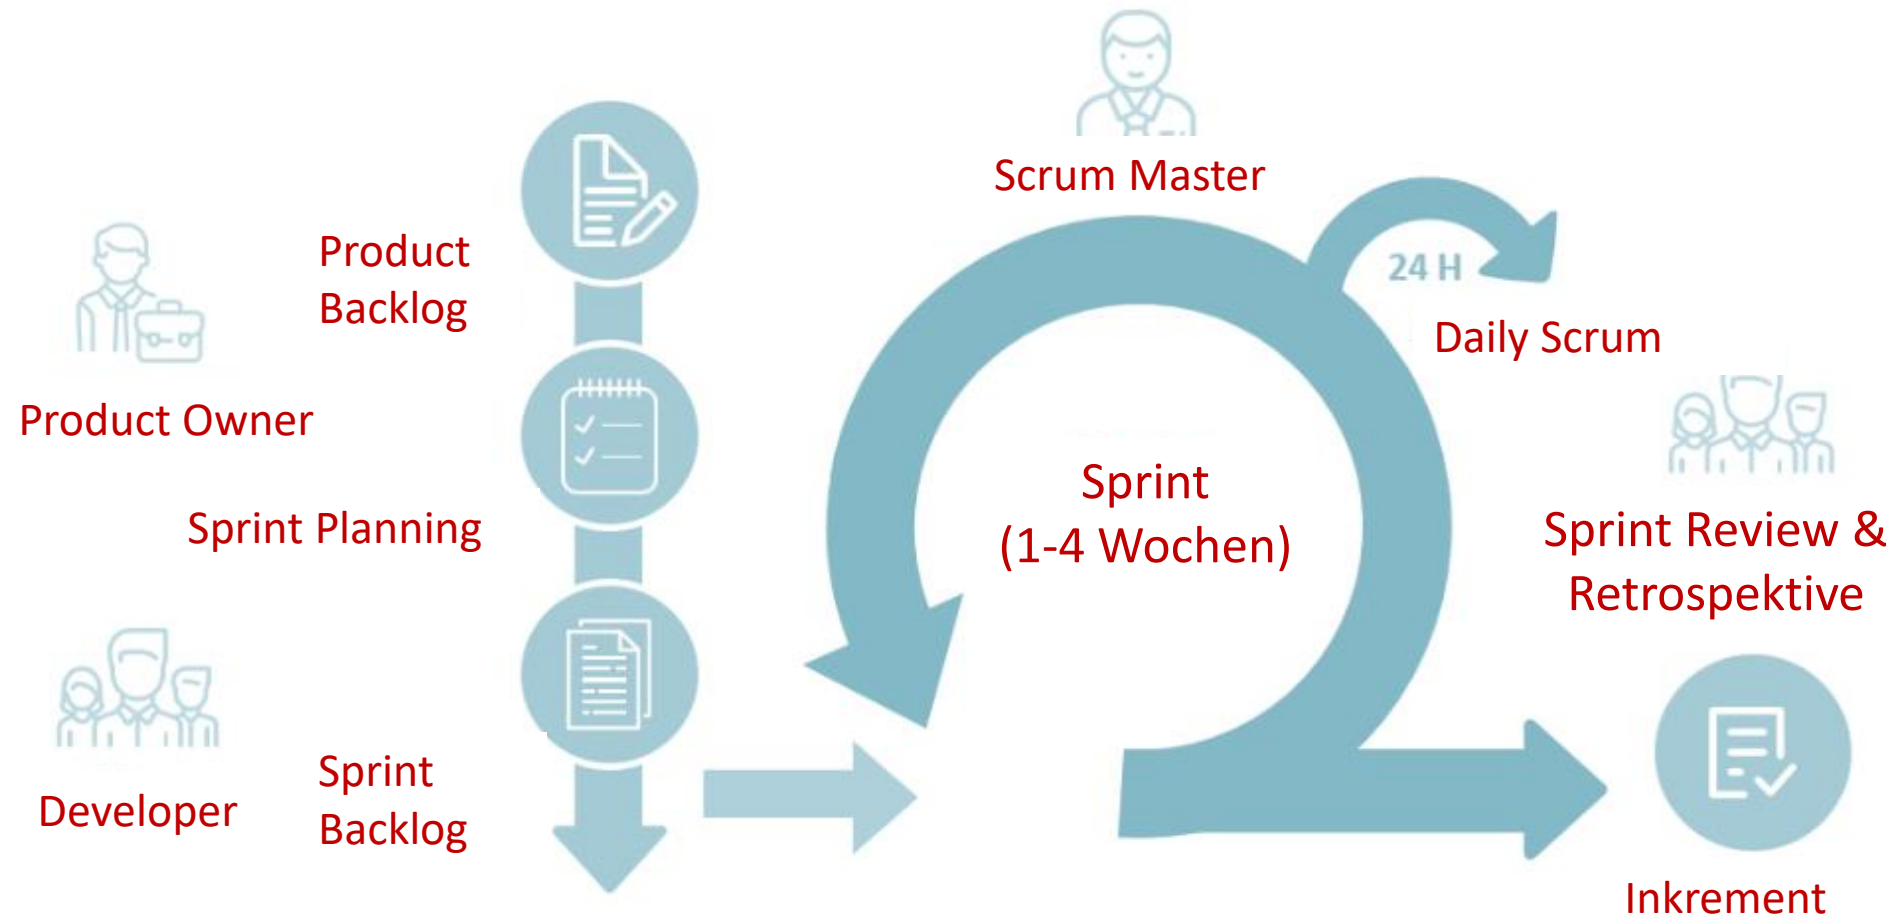 Scrum Master
Product
Backlog
24 H
Daily Scrum
Product Owner
Sprint
(1-4 Wochen)
Sprint Planning
Sprint Review &
Retrospektive
Developer
Sprint
Backlog
Inkrement